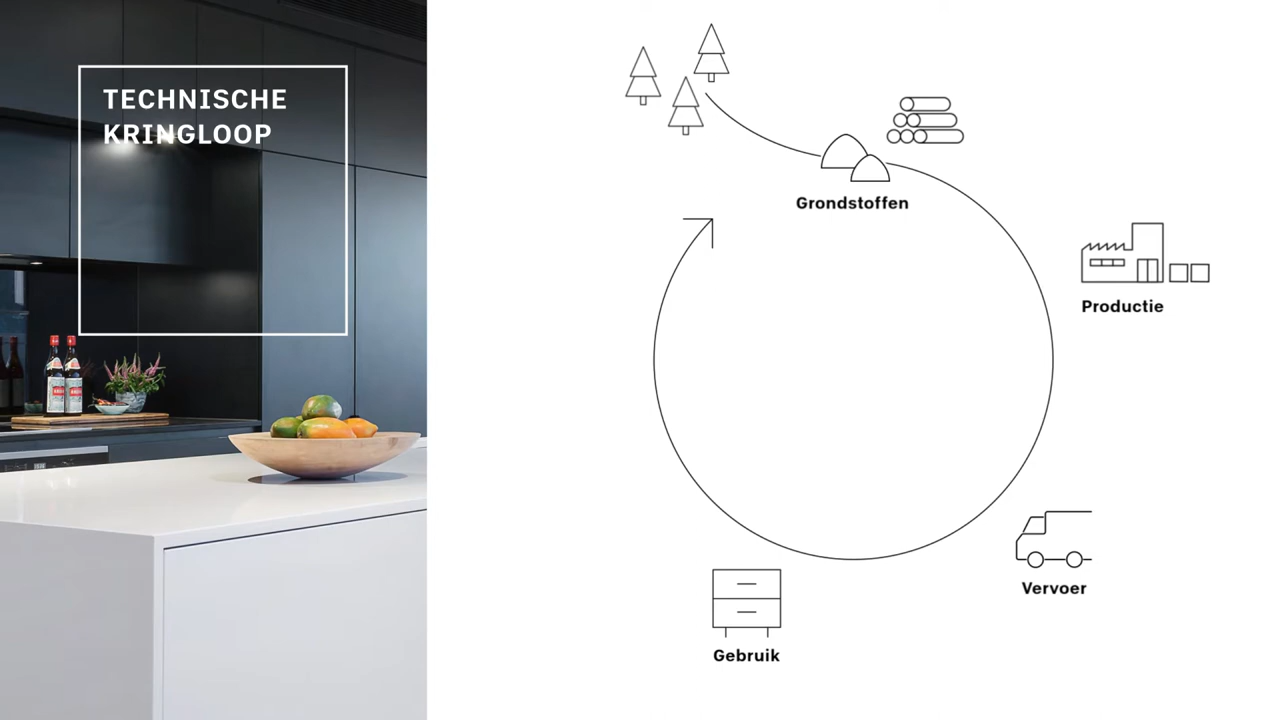 TECHNISCHE
KRINGLOOP
Grondstoffen
Productie
Vervoer
Gebruik